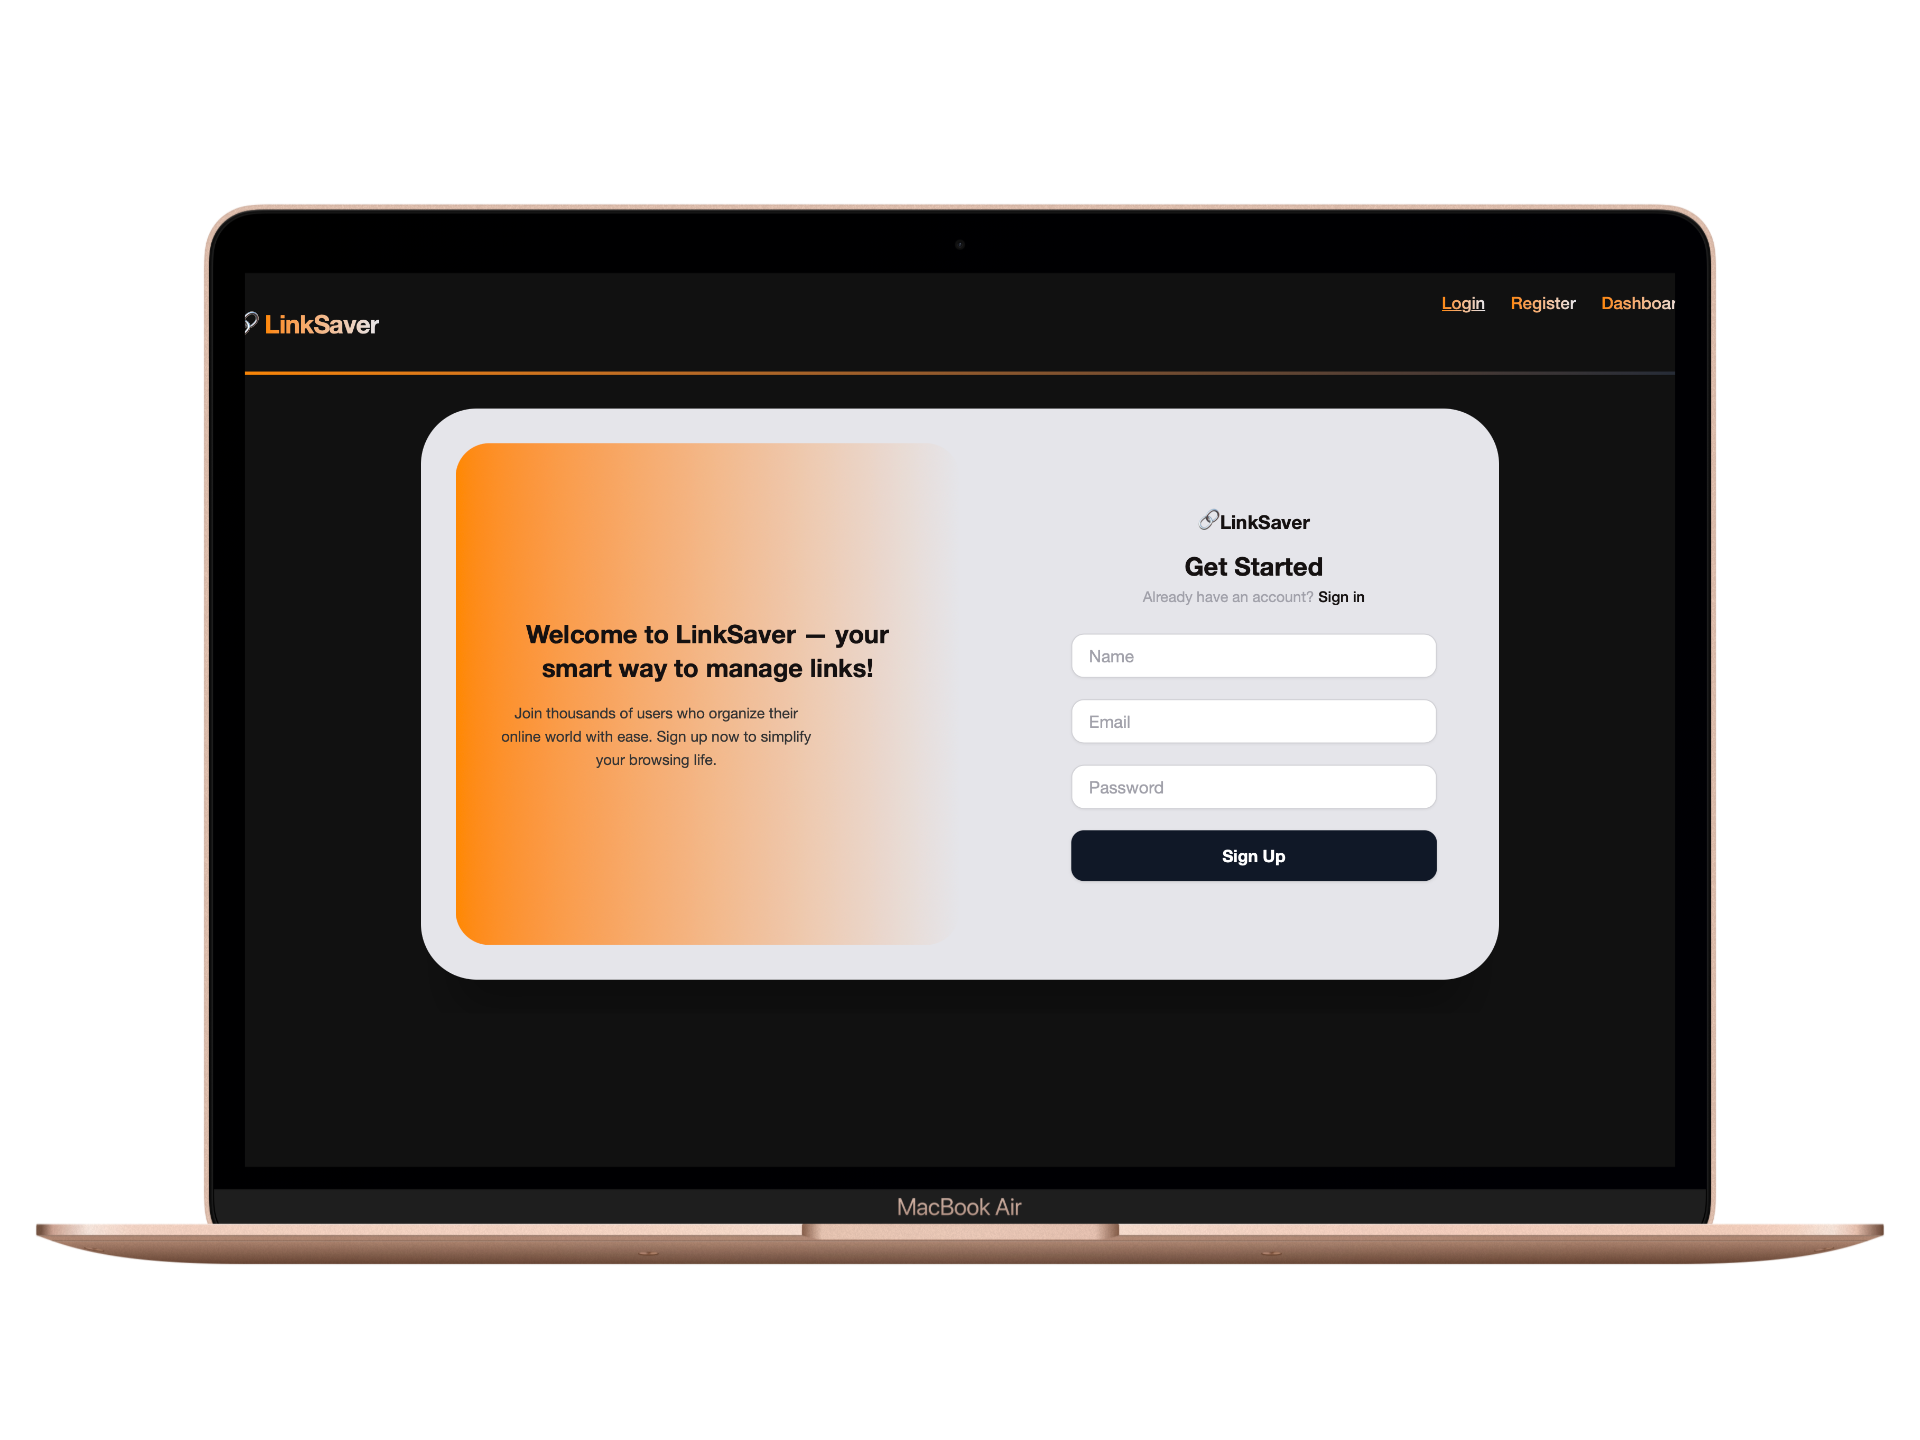 LinkSaver
Login Register Dashboar
Welcome to LinkSaver — your
smart way to manage links!
Join thousands of users who organize their
online world with ease. Sign up now to simplify
your browsing life.
LinkSaver
Get Started
Already have an account? Sign in
Name
Email
Password
Sign Up
MacBook Air